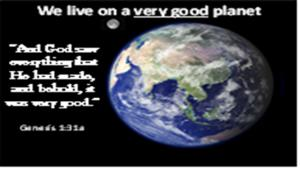 We live on a very good planet
"And God saw
everything that
He had made,
and behold, it
was very good."
Genesis 1:31a